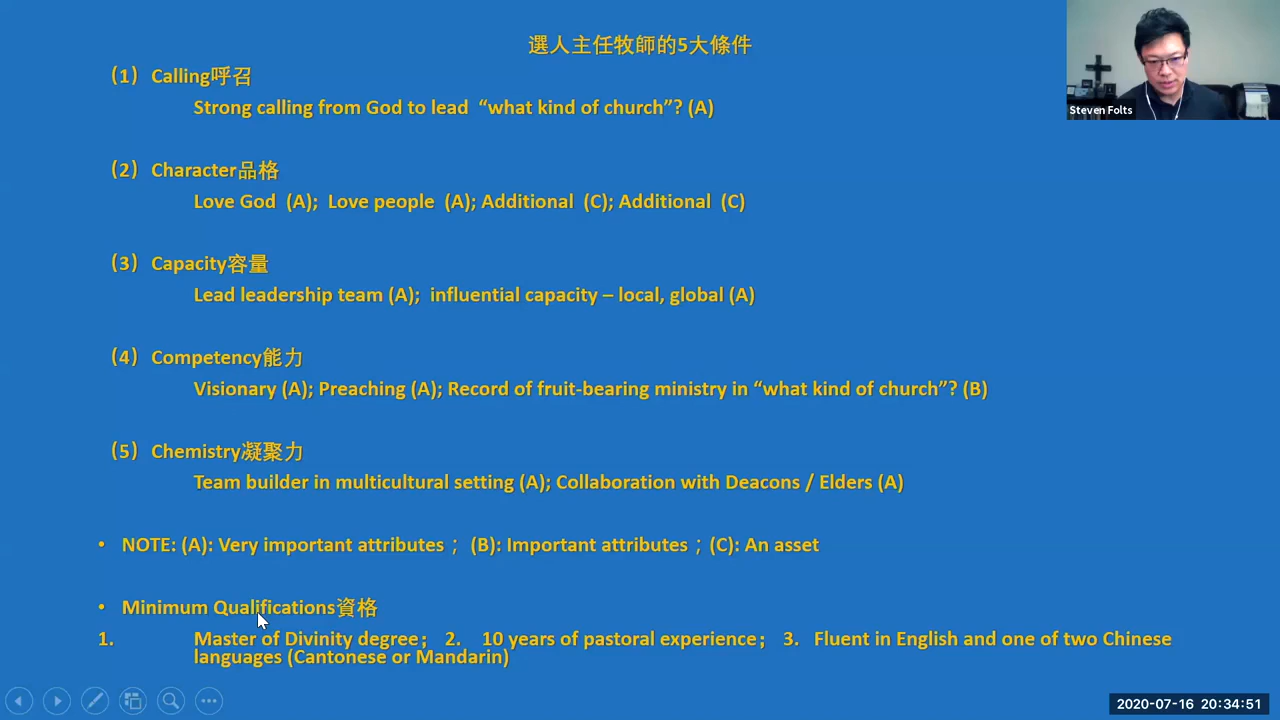 選人主任牧師的5大條件
(1) Calling呼召
Strong calling from God to lead “what kind of church”? (A)
(2) Character品格
Love God (A); Love people (A); Additional (C); Additional (C)
(3) Capacity容量
Lead leadership team (A); influential capacity – local, global (A)
(4) Competency能力
Visionary (A); Preaching (A); Record of fruit-bearing ministry in “what kind of church”? (B)
(5) Chemistry凝聚力
Team builder in multicultural setting (A); Collaboration with Deacons / Elders (A)
• NOTE: (A): Very important attributes； (B): Important attributes；(C): An asset
• Minimum Qualifications資格
1. Master of Divinity degree； 2. 10 years of pastoral experience； 3. Fluent in English and one of two Chinese
languages (Cantonese or Mandarin)
Steven Folts
2020-07-16 20:34:51